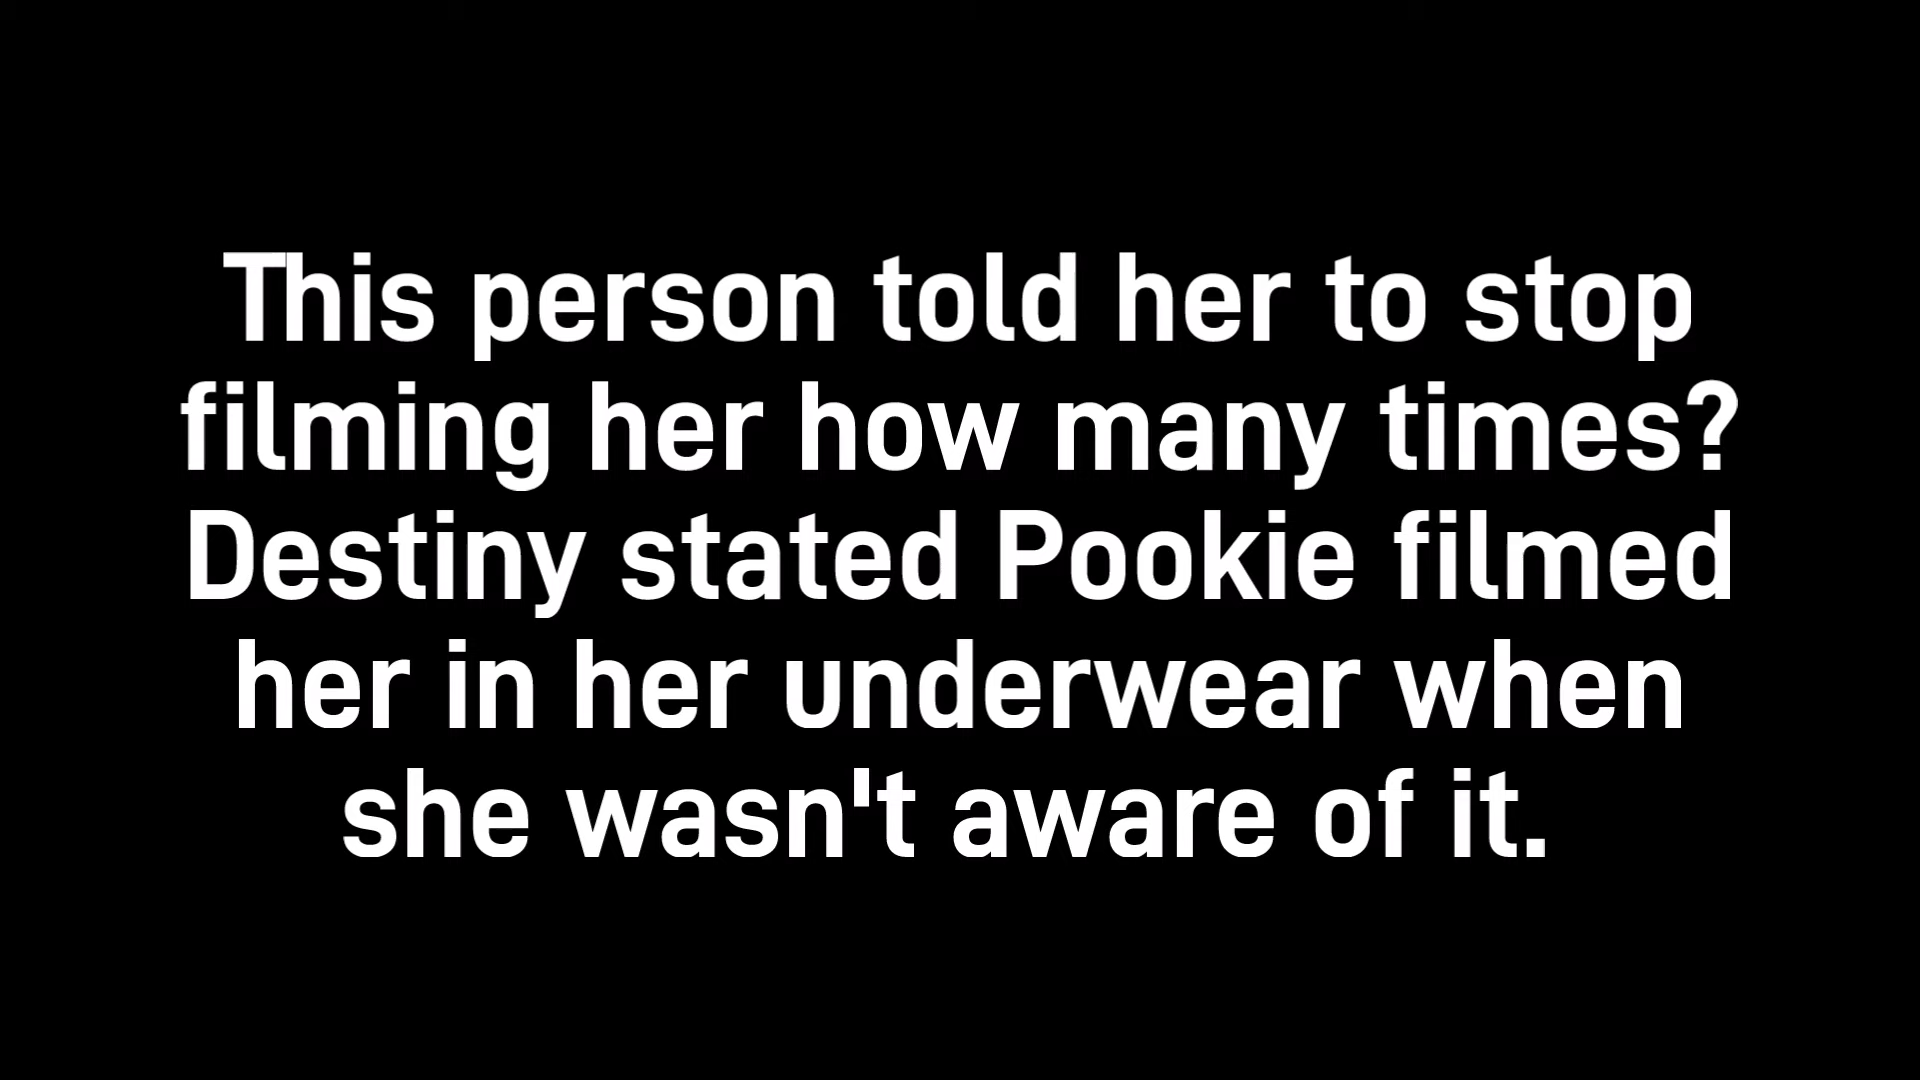 This person told her to stop
filming her how many times?
Destiny stated Pookie filmed
her in her underwear when
she wasn't aware of it.